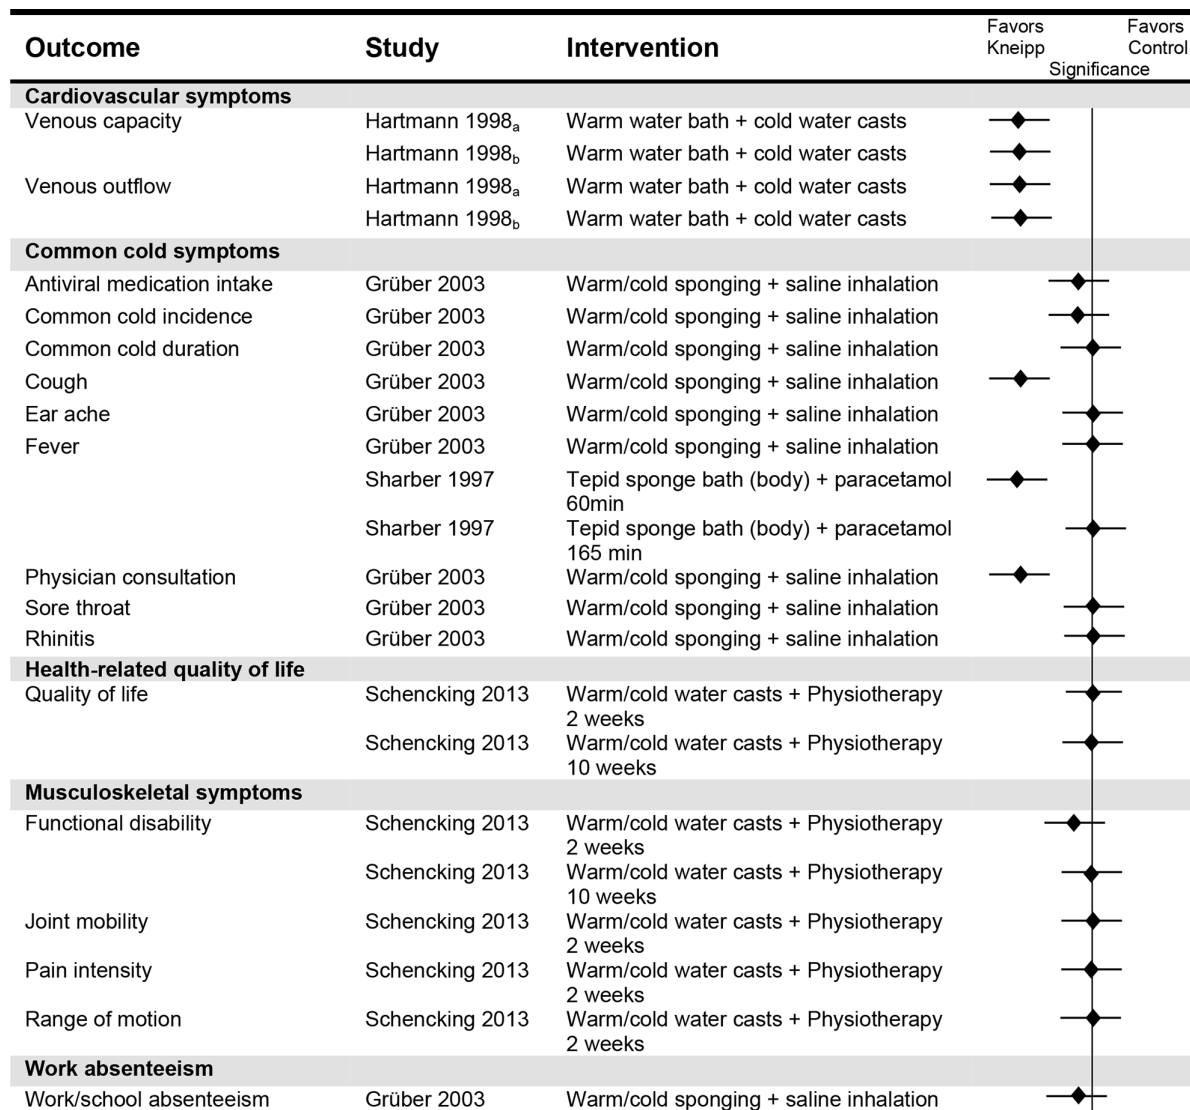 Favors Favors
Outcome Study Intervention Kneipp Control
Significance
Cardiovascular symptoms
Venous capacity Hartmann 1998a Warm water bath + cold water casts
Hartmann 1998b Warm water bath + cold water casts
Venous outflow Hartmann 1998a Warm water bath + cold water casts
Hartmann 1998b Warm water bath + cold water casts
Common cold symptoms
Antiviral medication intake Grüber 2003 Warm/cold sponging + saline inhalation
Common cold incidence Grüber 2003 Warm/cold sponging + saline inhalation
Common cold duration Grüber 2003 Warm/cold sponging + saline inhalation
Cough Grüber 2003 Warm/cold sponging + saline inhalation
Ear ache Grüber 2003 Warm/cold sponging + saline inhalation
Fever Grüber 2003 Warm/cold sponging + saline inhalation
Sharber 1997 Tepid sponge bath (body) + paracetamol
60min
Sharber 1997 Tepid sponge bath (body) + paracetamol
165 min
Physician consultation Grüber 2003 Warm/cold sponging + saline inhalation
Sore throat Grüber 2003 Warm/cold sponging + saline inhalation
Rhinitis Grüber 2003 Warm/cold sponging + saline inhalation
Health-related quality of life
Quality of life Schencking 2013 Warm/cold water casts + Physiotherapy
2 weeks
Schencking 2013 Warm/cold water casts + Physiotherapy
10 weeks
Musculoskeletal symptoms
Functional disability Schencking 2013 Warm/cold water casts + Physiotherapy
2 weeks
Schencking 2013 Warm/cold water casts + Physiotherapy
10 weeks
Joint mobility Schencking 2013 Warm/cold water casts + Physiotherapy
2 weeks
Pain intensity Schencking 2013 Warm/cold water casts + Physiotherapy
2 weeks
Range of motion Schencking 2013 Warm/cold water casts + Physiotherapy
2 weeks
Work absenteeism
Work/school absenteeism Grüber 2003 Warm/cold sponging + saline inhalation